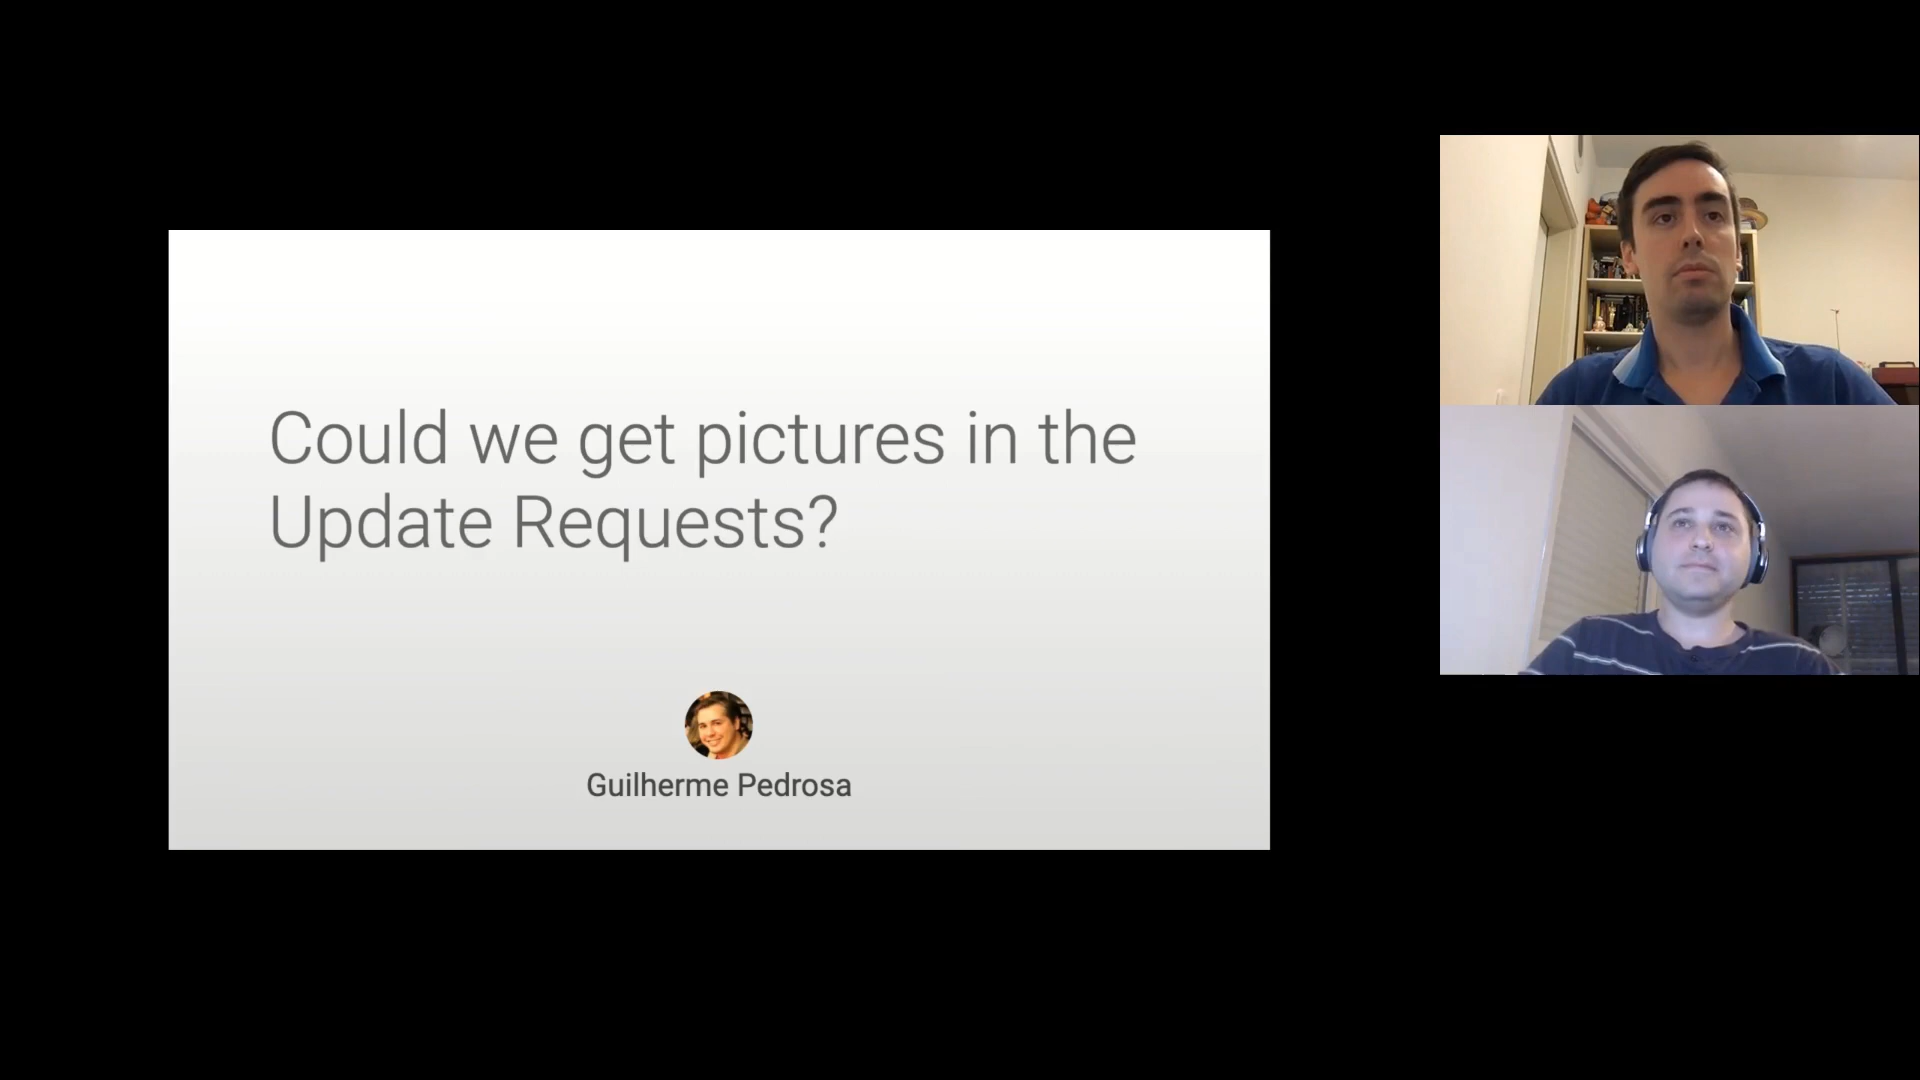 Could we get pictures in the
Update Requests?
Guilherme Pedrosa